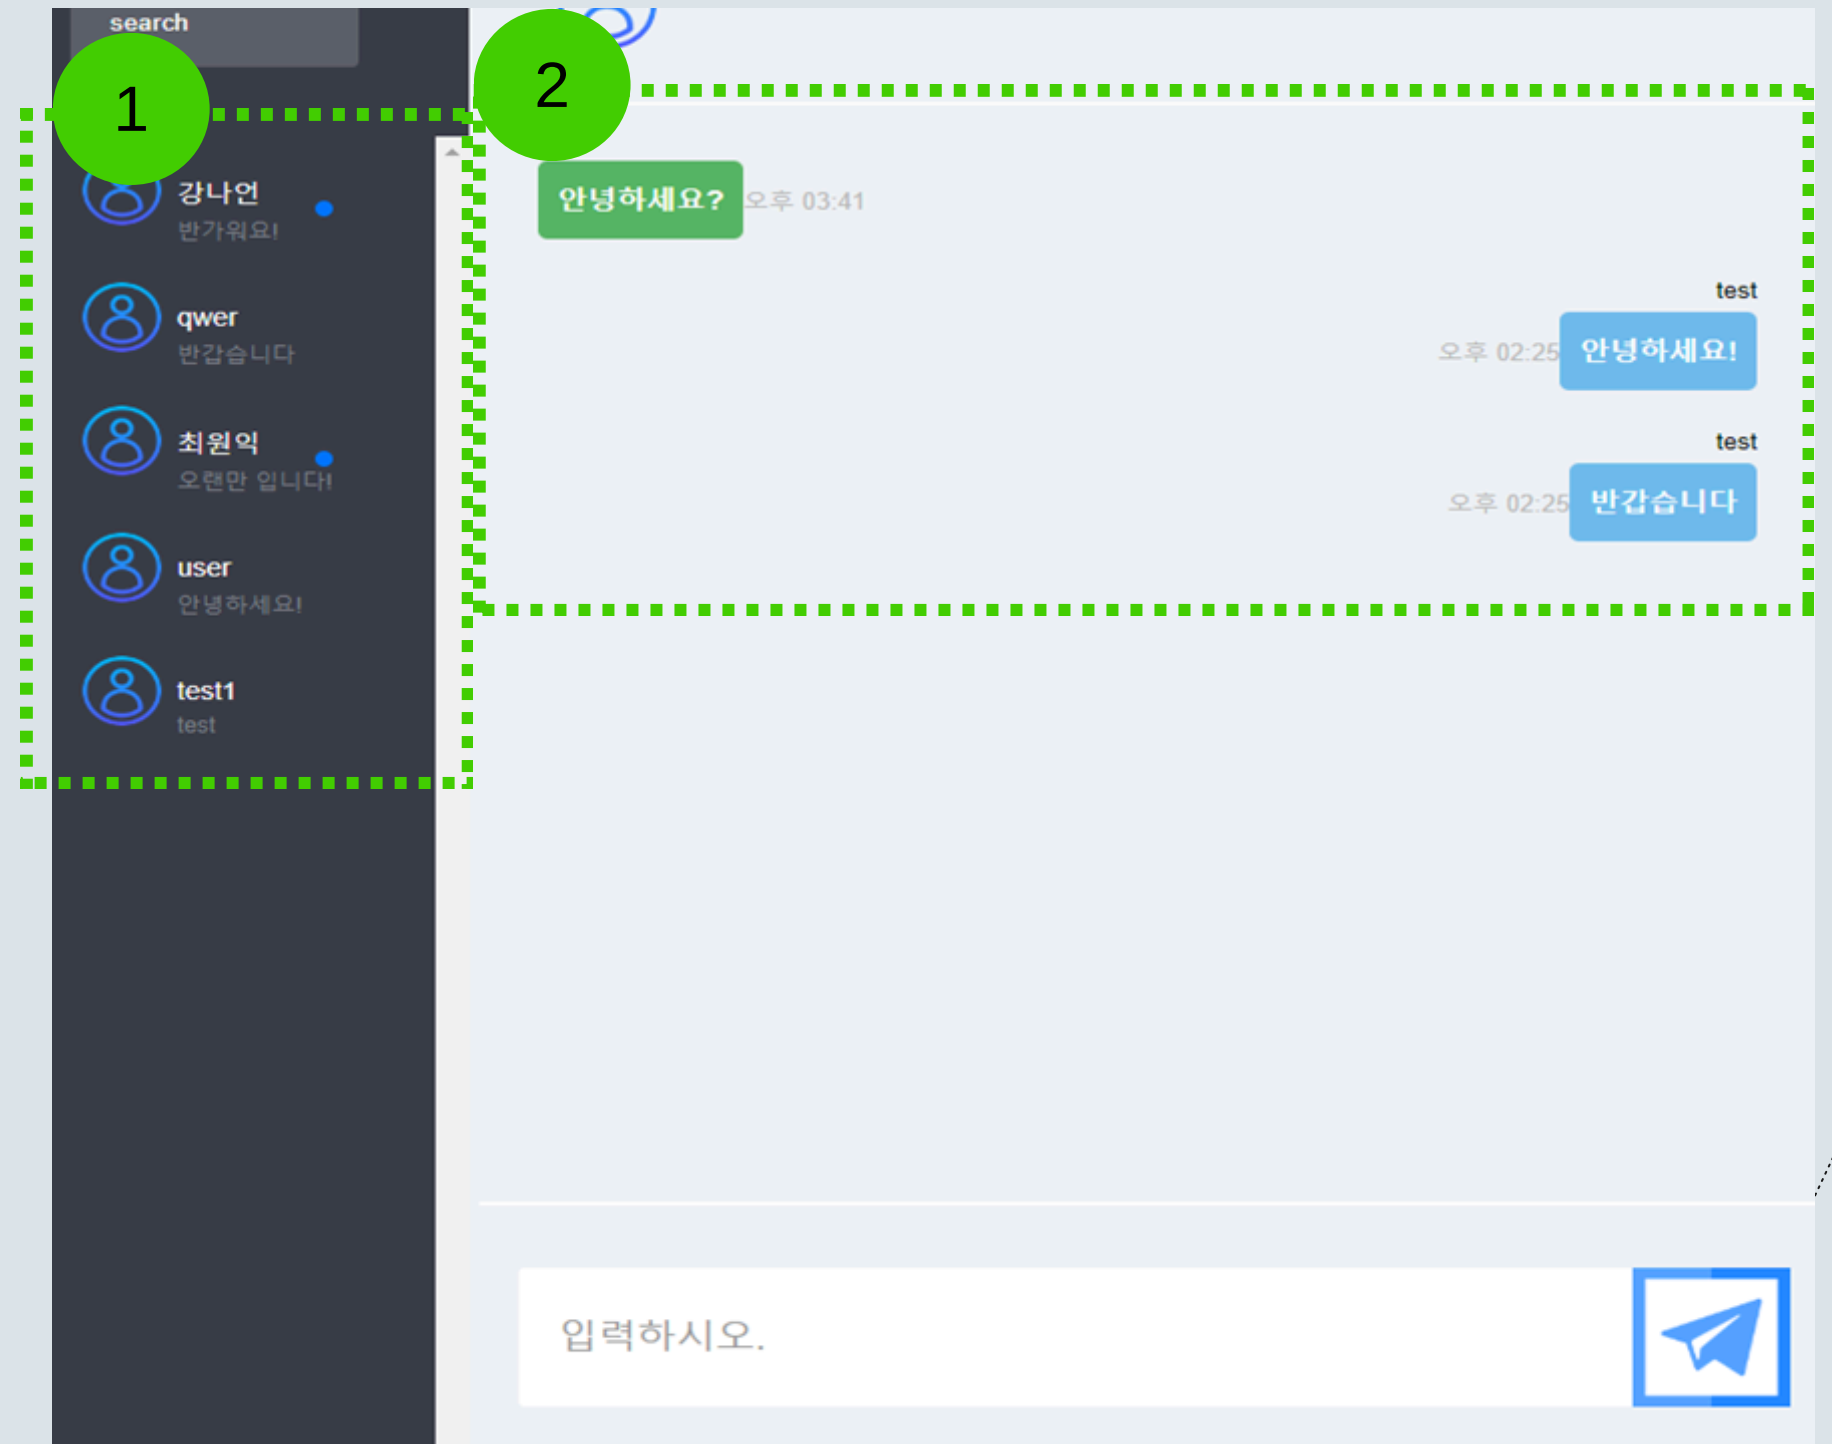 search
1
강나언
반가워요!
qwer
반갑습니다
최원익
오랜만 입니다!
user
안녕하세요!
test1
test
2
안녕하세요? 오후 03:41
test
오후 02:25 안녕하세요!
test
오후 02:25 반갑습니다
입력하시오.